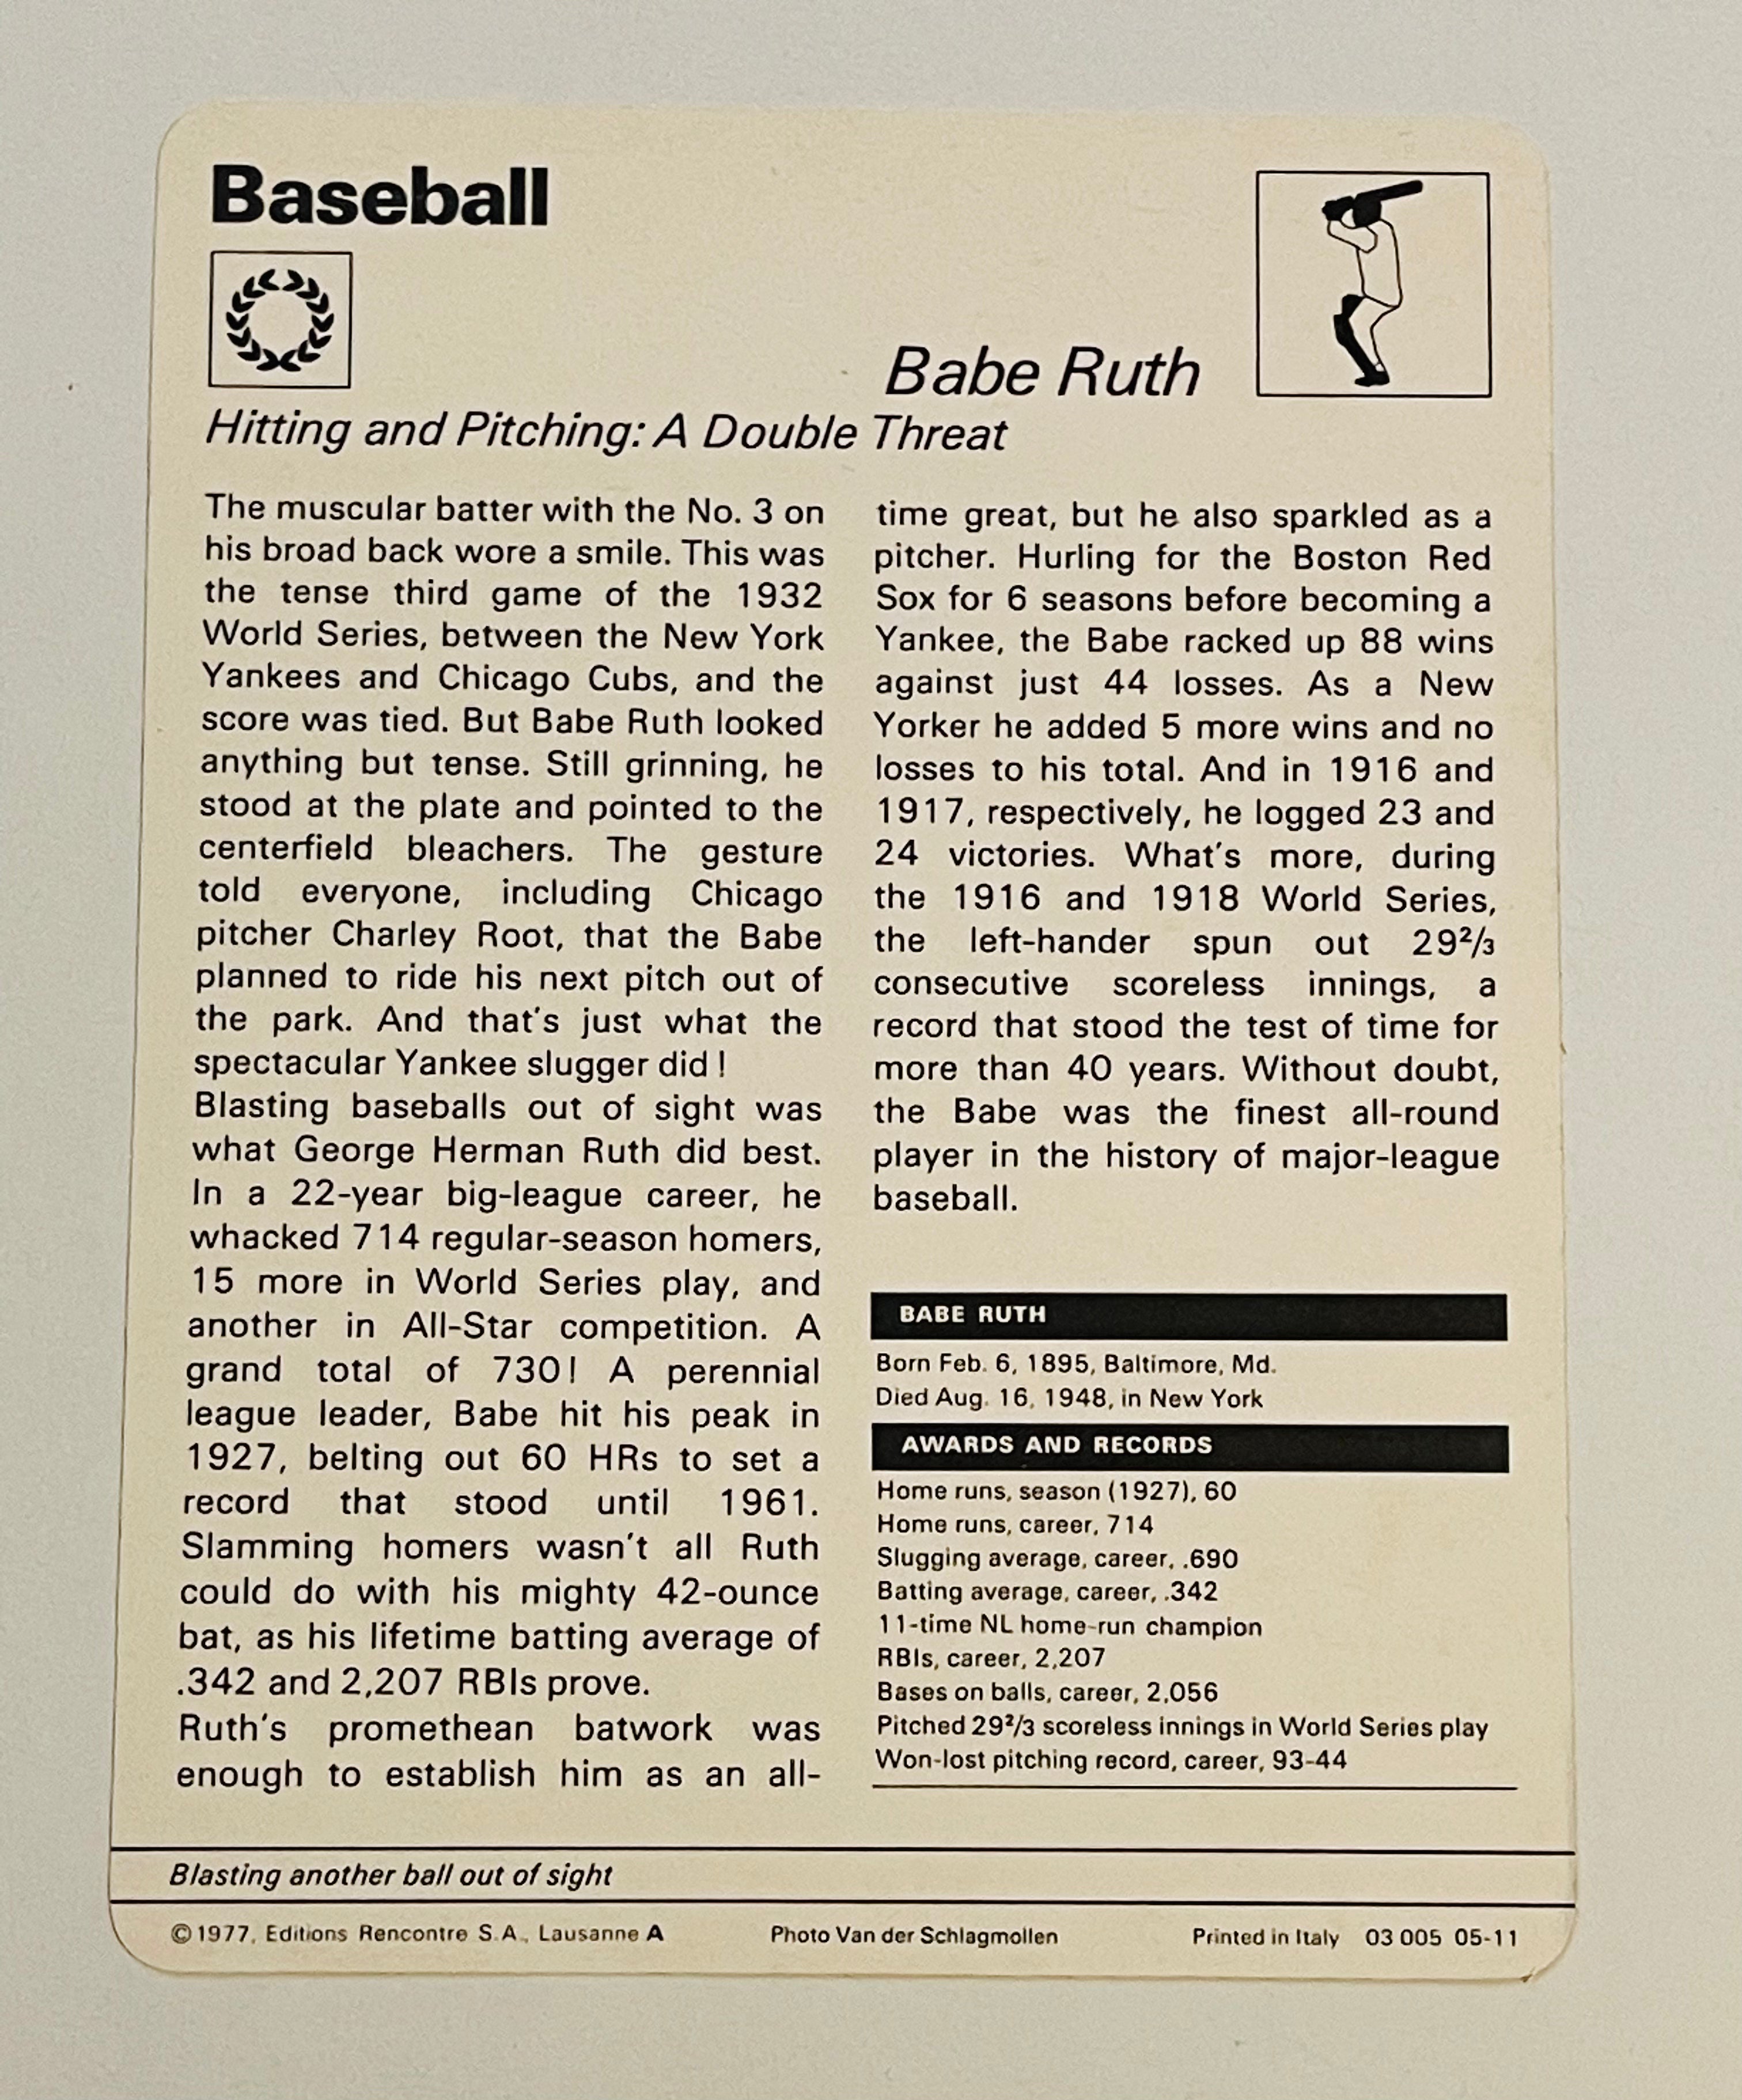 Baseball
Babe Ruth
Hitting and Pitching: A Double Threat
The muscular batter with the No. 3 on
his broad back wore a smile. This was
the tense third game of the 1932
World Series, between the New York
Yankees and Chicago Cubs, and the
score was tied. But Babe Ruth looked
anything but tense. Still grinning, he
stood at the plate and pointed to the
centerfield bleachers. The gesture
told everyone, including Chicago
pitcher Charley Root, that the Babe
planned to ride his next pitch out of
the park. And that's just what the
spectacular Yankee slugger did !
Blasting baseballs out of sight was
what George Herman Ruth did best.
In a 22-year big-league career, he
whacked 714 regular-season homers,
15 more in World Series play, and
another in All-Star competition. A
grand total of 730! A perennial
league leader, Babe hit his peak in
1927, belting out 60 HRs to set a
record that stood until 1961.
Slamming homers wasn't all Ruth
could do with his mighty 42-ounce
bat, as his lifetime batting average of
.342 and 2,207 RBIs prove.
Ruth's promethean batwork was
enough to establish him as an all-
time great, but he also sparkled as a
pitcher. Hurling for the Boston Red
Sox for 6 seasons before becoming a
Yankee, the Babe racked up 88 wins
against just 44 losses. As a New
Yorker he added 5 more wins and no
losses to his total. And in 1916 and
1917, respectively, he logged 23 and
24 victories. What's more, during
the 1916 and 1918 World Series,
the left-hander spun out 29²/3
consecutive scoreless innings, a
record that stood the test of time for
more than 40 years. Without doubt,
the Babe was the finest all-round
player in the history of major-league
baseball.
BABE RUTH
Born Feb. 6, 1895, Baltimore, Md.
Died Aug. 16, 1948, in New York
AWARDS AND RECORDS
Home runs, season (1927), 60
Home runs, career, 714
Slugging average, career, .690
Batting average, career, .342
11-time NL home-run champion
RBIs, career, 2,207
Bases on balls, career, 2,056
Pitched 29²/3 scoreless innings in World Series play
Won-lost pitching record, career, 93-44
Blasting another ball out of sight
© 1977, Editions Rencontre S.A., Lausanne A Photo Van der Schlagmollen Printed in Italy 03 005 05-11